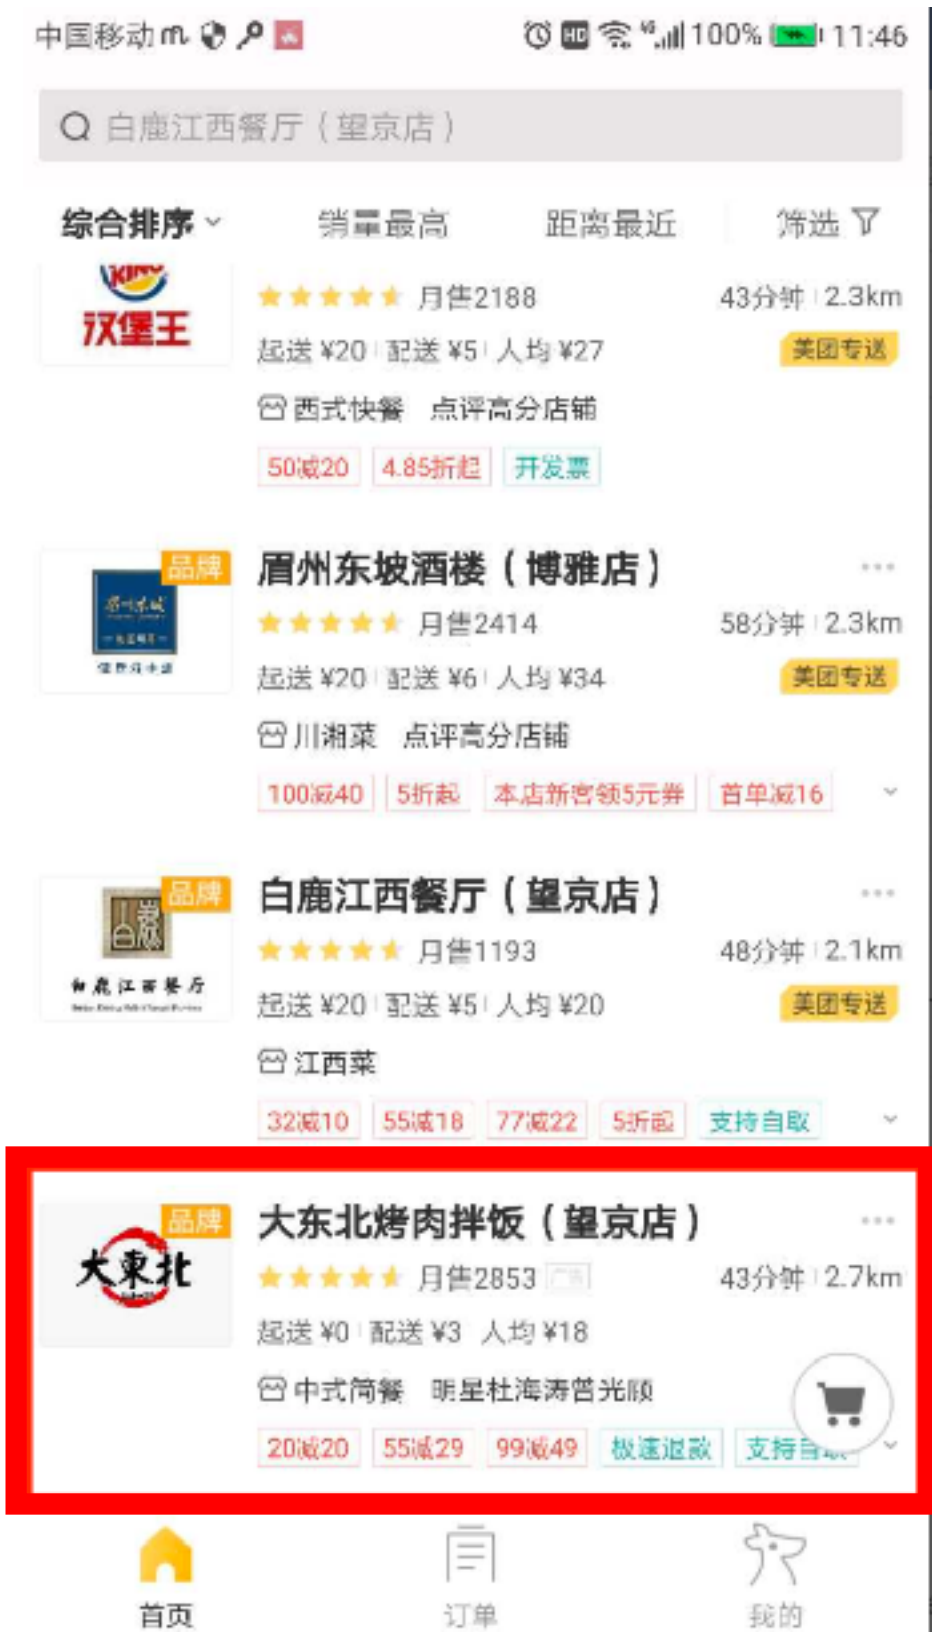 中国移动 HD 4G 100% 11:46
白鹿江西餐厅（望京店）
综合排序 销量最高 距离最近 筛选
KING
汉堡王
月售2188 43分钟 2.3km
起送 ¥20 配送 ¥5 人均 ¥27 美团专送
西式快餐 点评高分店铺
50减20 4.85折起 开发票
品牌 眉州东坡酒楼（博雅店）
月售2414 58分钟 2.3km
起送 ¥20 配送 ¥6 人均 ¥34 美团专送
川湘菜 点评高分店铺
100减40 5折起 本店新客领5元券 首单减16
品牌 白鹿江西餐厅（望京店）
白鹿
月售1193 48分钟 2.1km
白鹿江西餐厅
起送 ¥20 配送 ¥5 人均 ¥20 美团专送
江西菜
32减10 55减18 77减22 5折起 支持自取
品牌 大东北烤肉拌饭（望京店）
大東北
月售2853 广告 43分钟 2.7km
起送 ¥0 配送 ¥3 人均 ¥18
中式简餐 明星杜海涛曾光顾
20减20 55减29 99减49 极速退款 支持自取
首页 订单 我的